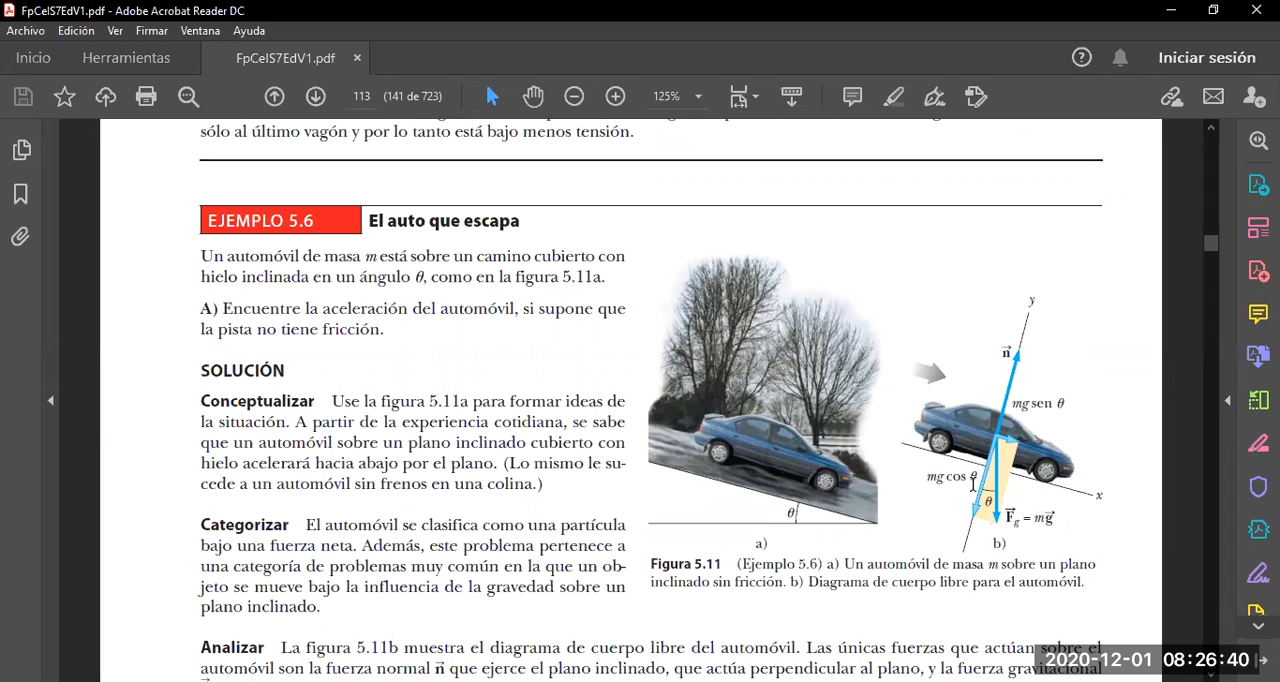 FpCeIS7EdV1.pdf - Adobe Acrobat Reader DC
Archivo Edición Ver Firmar Ventana Ayuda
Inicio Herramientas FpCeIS7EdV1.pdf × Iniciar sesión
113 (141 de 723) 125%
sólo al último vagón y por lo tanto está bajo menos tensión.
EJEMPLO 5.6 El auto que escapa
Un automóvil de masa m está sobre un camino cubierto con
hielo inclinada en un ángulo θ, como en la figura 5.11a.
A) Encuentre la aceleración del automóvil, si supone que
la pista no tiene fricción.
SOLUCIÓN
Conceptualizar Use la figura 5.11a para formar ideas de
la situación. A partir de la experiencia cotidiana, se sabe
que un automóvil sobre un plano inclinado cubierto con
hielo acelerará hacia abajo por el plano. (Lo mismo le su-
cede a un automóvil sin frenos en una colina.)
Categorizar El automóvil se clasifica como una partícula
bajo una fuerza neta. Además, este problema pertenece a
una categoría de problemas muy común en la que un ob-
jeto se mueve bajo la influencia de la gravedad sobre un
plano inclinado.
θ
a)
y
n⃗
mg sen θ
mg cos θ
θ
x
F⃗g = mg⃗
b)
Figura 5.11 (Ejemplo 5.6) a) Un automóvil de masa m sobre un plano
inclinado sin fricción. b) Diagrama de cuerpo libre para el automóvil.
Analizar La figura 5.11b muestra el diagrama de cuerpo libre del automóvil. Las únicas fuerzas que actúan sobre el
automóvil son la fuerza normal n⃗ que ejerce el plano inclinado, que actúa perpendicular al plano, y la fuerza gravitacional
2020-12-01 08:26:40